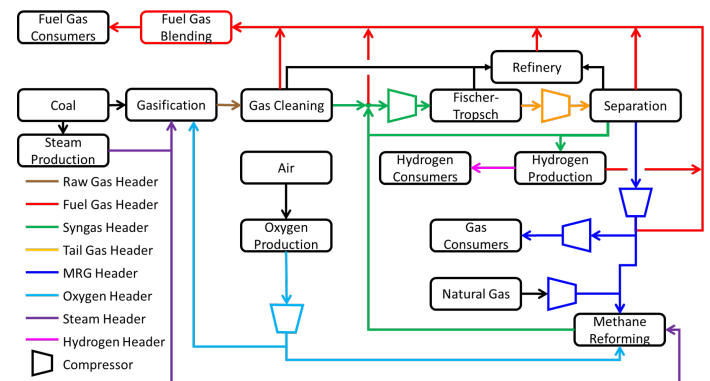 Fuel Gas
Consumers
Fuel Gas
Blending
Refinery
Coal
Gasification
Gas Cleaning
Fischer-
Tropsch
Separation
Steam
Production
Air
Hydrogen
Consumers
Hydrogen
Production
Raw Gas Header
Fuel Gas Header
Syngas Header
Tail Gas Header
MRG Header
Oxygen Header
Steam Header
Hydrogen Header
Compressor
Oxygen
Production
Gas
Consumers
Natural Gas
Methane
Reforming